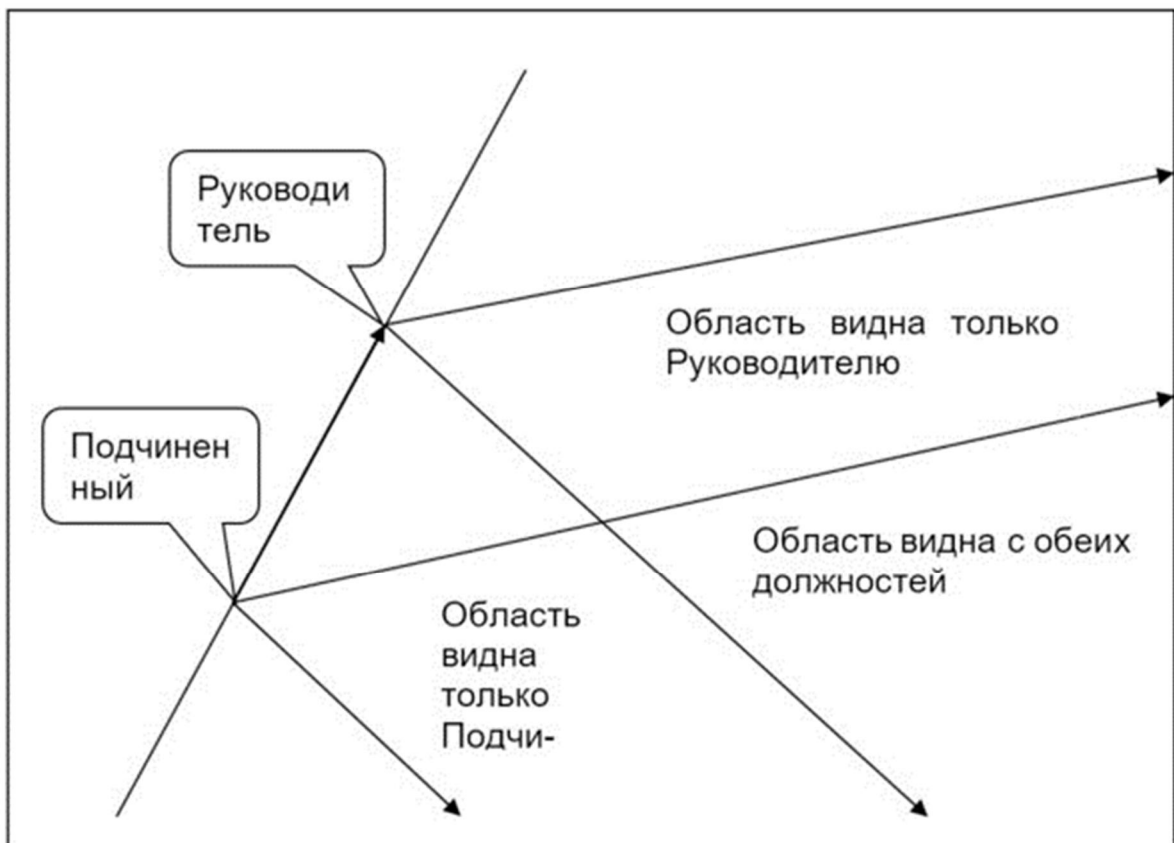 Руководи
тель
Область видна только
Руководителю
Подчинен
ный
Область видна с обеих
должностей
Область
видна
только
Подчи-